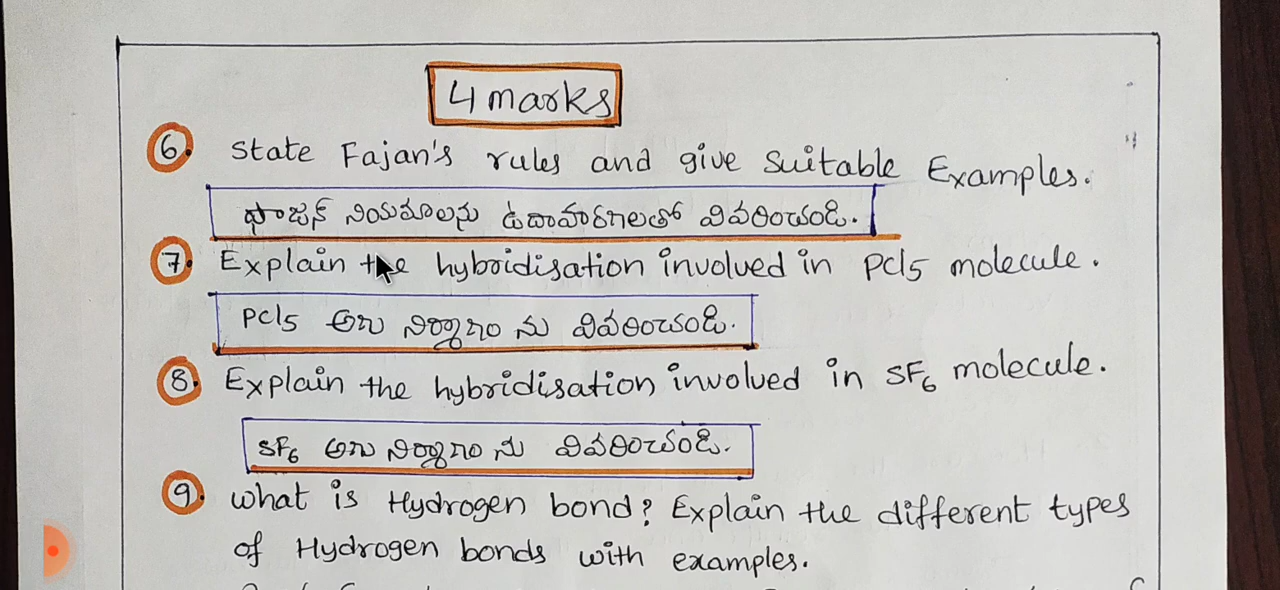 4 marks
6. State Fajan's rules and give Suitable Examples.
ఫాజన్ నియమాలను ఉదాహరణలతో వివరించండి.
7. Explain the hybridisation involved in PCl5 molecule.
PCl5 అణు నిర్మాణం ను వివరించండి.
8. Explain the hybridisation involved in SF6 molecule.
SF6 అణు నిర్మాణం ను వివరించండి.
9. What is Hydrogen bond? Explain the different types
of Hydrogen bonds with examples.